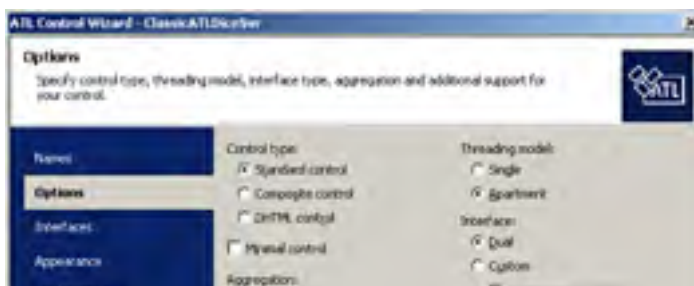 ATL Control Wizard - ClassicATLDiceSvr
Options
Specify control type, threading model, interface type, aggregation and additional support for
your control.
ATL
Names
Options
Interfaces
Appearance
Control type:
Standard control
Composite control
DHTML control
Minimal control
Aggregation:
Threading model:
Single
Apartment
Interface:
Dual
Custom